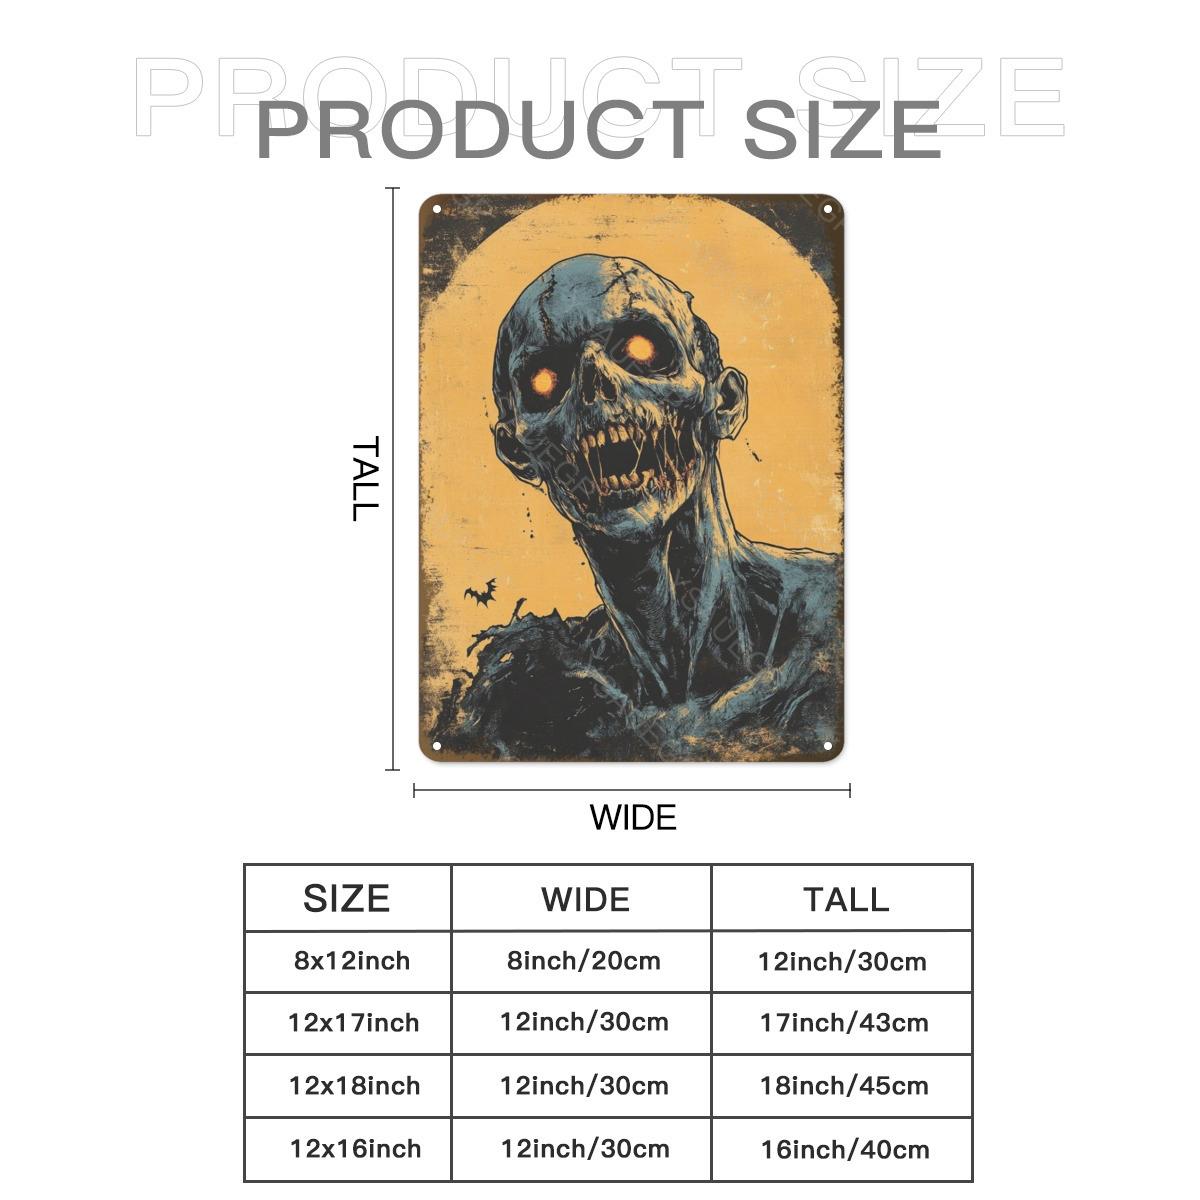 PRODUCT SIZE
PRODUCT SIZE
TALL
WIDE
SIZE WIDE TALL
8x12inch 8inch/20cm 12inch/30cm
12x17inch 12inch/30cm 17inch/43cm
12x18inch 12inch/30cm 18inch/45cm
12x16inch 12inch/30cm 16inch/40cm